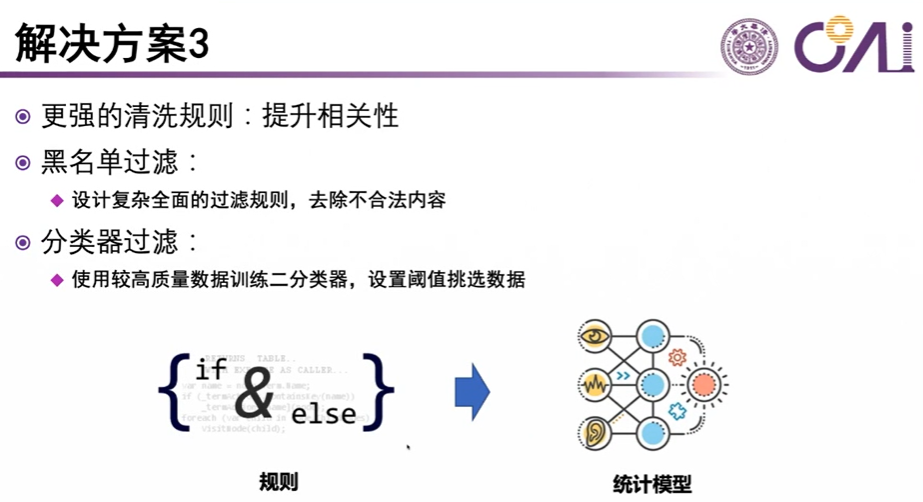 解决方案3
COAI
更强的清洗规则：提升相关性
黑名单过滤：
设计复杂全面的过滤规则，去除不合法内容
分类器过滤：
使用较高质量数据训练二分类器，设置阈值挑选数据
{if & else}
规则
统计模型